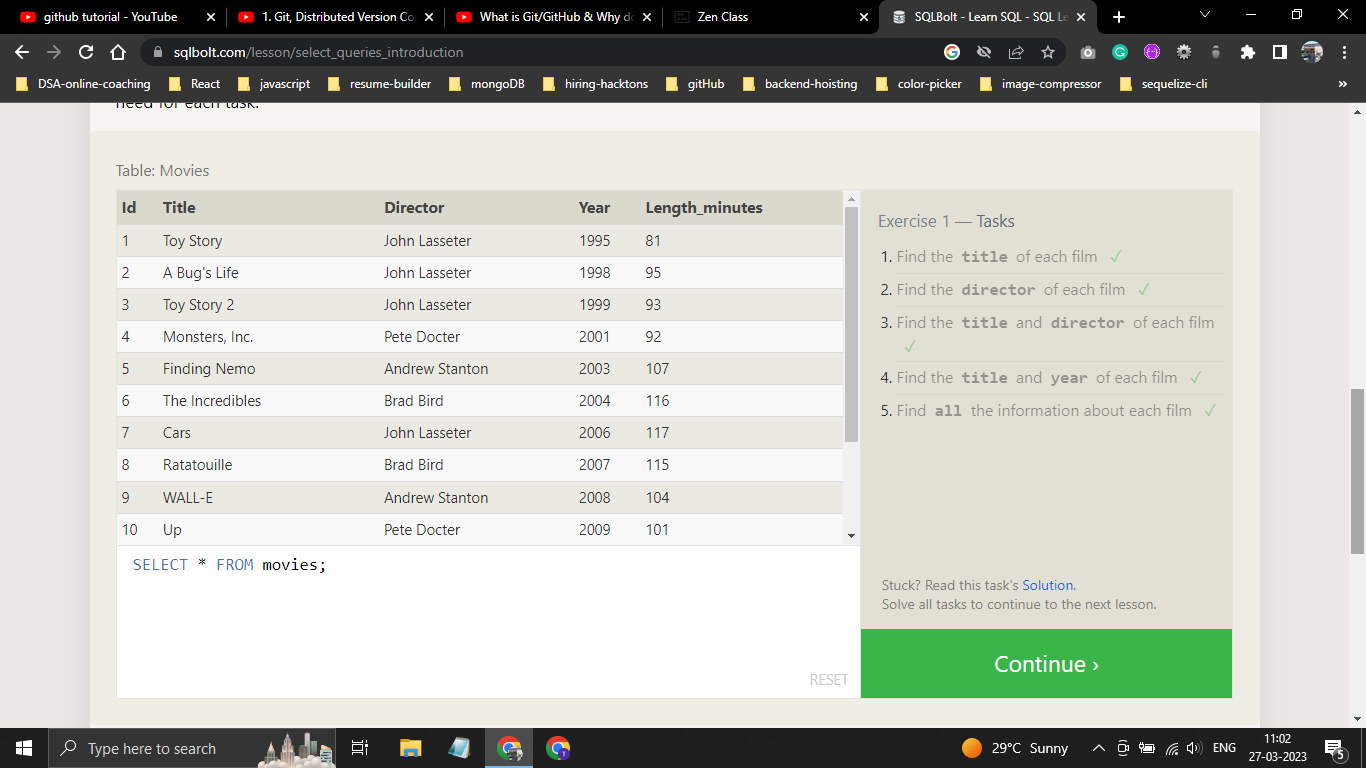 github tutorial - YouTube
1. Git, Distributed Version Co
What is Git/GitHub & Why d
Zen Class
SQLBolt - Learn SQL - SQL Le
sqlbolt.com/lesson/select_queries_introduction
DSA-online-coaching
React
javascript
resume-builder
mongoDB
hiring-hacktons
gitHub
backend-hoisting
color-picker
image-compressor
sequelize-cli
»
need for each task.
Table: Movies
Id Title Director Year Length_minutes
1 Toy Story John Lasseter 1995 81
2 A Bug's Life John Lasseter 1998 95
3 Toy Story 2 John Lasseter 1999 93
4 Monsters, Inc. Pete Docter 2001 92
5 Finding Nemo Andrew Stanton 2003 107
6 The Incredibles Brad Bird 2004 116
7 Cars John Lasseter 2006 117
8 Ratatouille Brad Bird 2007 115
9 WALL-E Andrew Stanton 2008 104
10 Up Pete Docter 2009 101
SELECT * FROM movies;
RESET
Exercise 1 — Tasks
1. Find the title of each film ✓
2. Find the director of each film ✓
3. Find the title and director of each film
✓
4. Find the title and year of each film ✓
5. Find all the information about each film ✓
Stuck? Read this task's Solution.
Solve all tasks to continue to the next lesson.
Continue ›
Type here to search
29°C Sunny
ENG
11:02
27-03-2023
5